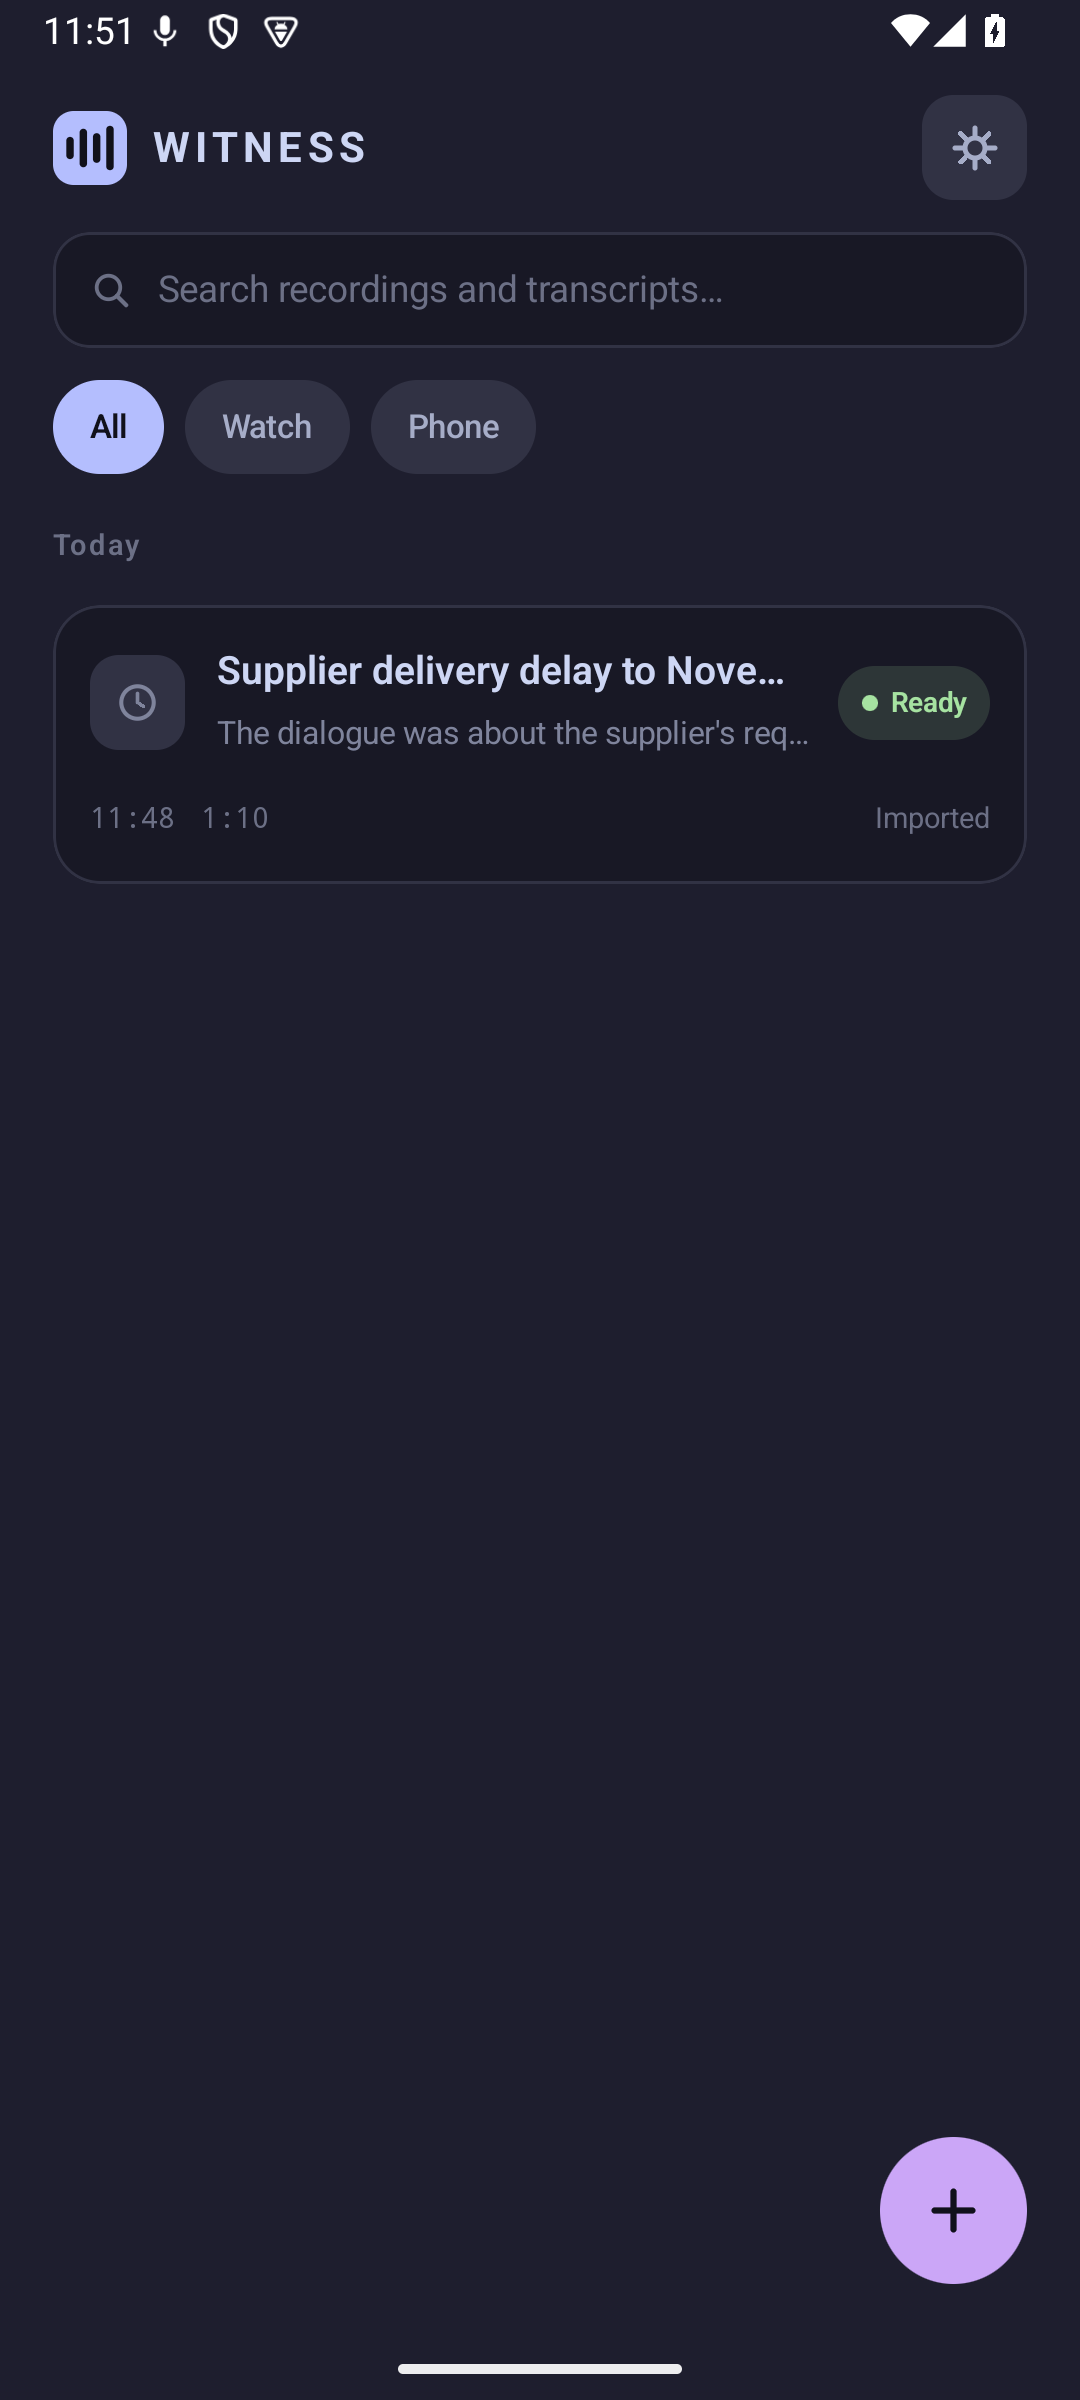 11:51
WITNESS
Search recordings and transcripts...
All Watch Phone
Today
Supplier delivery delay to Nove...
The dialogue was about the supplier's req...
Ready
11:48 1:10 Imported